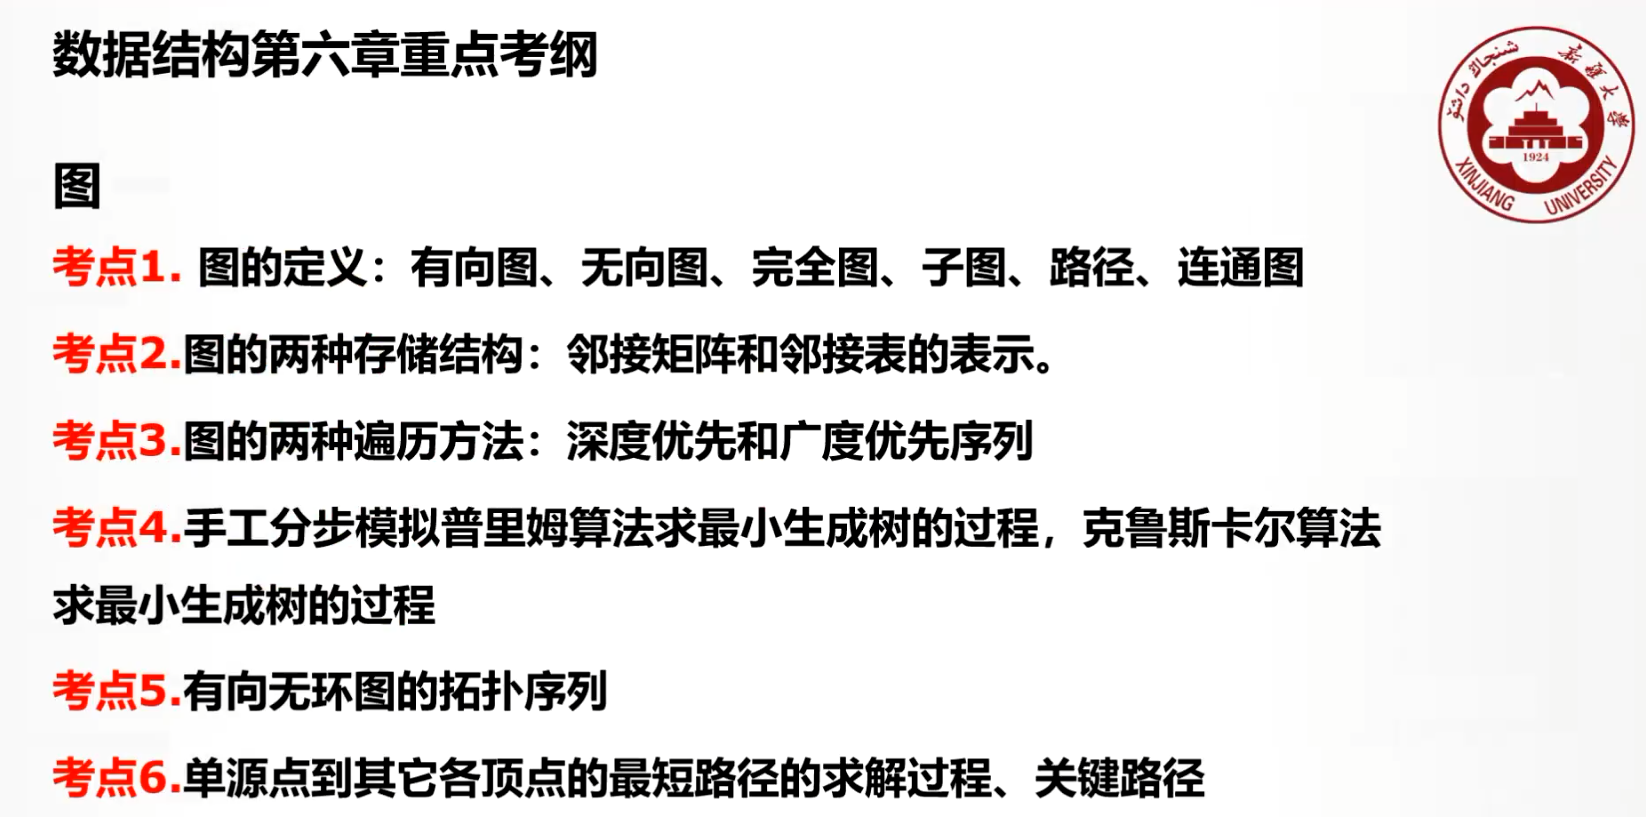 数据结构第六章重点考纲
图
考点1. 图的定义：有向图、无向图、完全图、子图、路径、连通图
考点2.图的两种存储结构：邻接矩阵和邻接表的表示。
考点3.图的两种遍历方法：深度优先和广度优先序列
考点4.手工分步模拟普里姆算法求最小生成树的过程，克鲁斯卡尔算法
求最小生成树的过程
考点5.有向无环图的拓扑序列
考点6.单源点到其它各顶点的最短路径的求解过程、关键路径
新疆大学
1924
XINJIANG UNIVERSITY